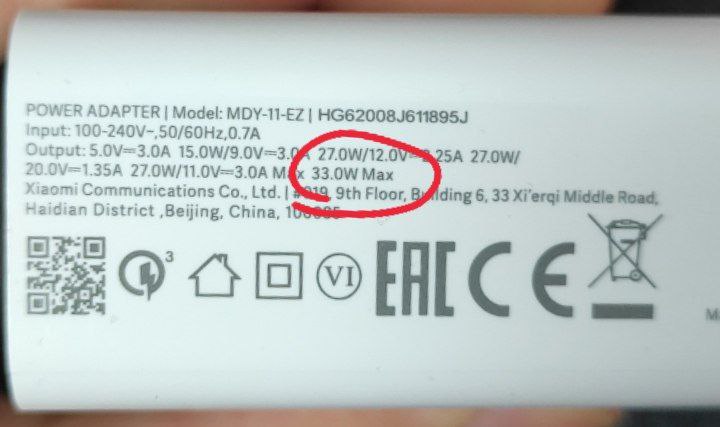 POWER ADAPTER | Model: MDY-11-EZ | HG62008J611895J
Input: 100-240V~,50/60Hz,0.7A
Output: 5.0V⎓3.0A 15.0W/9.0V⎓3.0A 27.0W/12.0V⎓2.25A 27.0W/
20.0V⎓1.35A 27.0W/11.0V⎓3.0A Max 33.0W Max
Xiaomi Communications Co., Ltd. | #019, 9th Floor, Building 6, 33 Xi'erqi Middle Road,
Haidian District ,Beijing, China,
3
VI
EAC CE